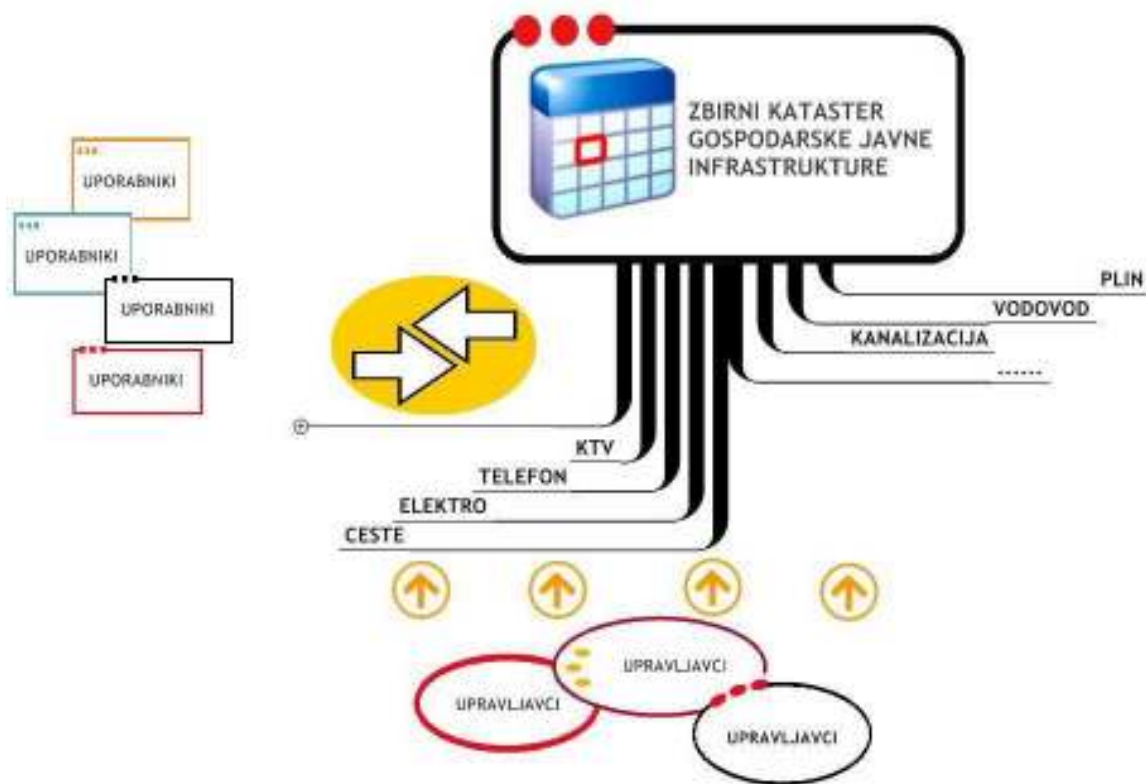 ZBIRNI KATASTER
GOSPODARSKE JAVNE
INFRASTRUKTURE
UPORABNIKI
UPORABNIKI
UPORABNIKI
UPORABNIKI
PLIN
VODOVOD
KANALIZACIJA
------
KTV
TELEFON
ELEKTRO
CESTE
UPRAVLJAVCI
UPRAVLJAVCI
UPRAVLJAVCI